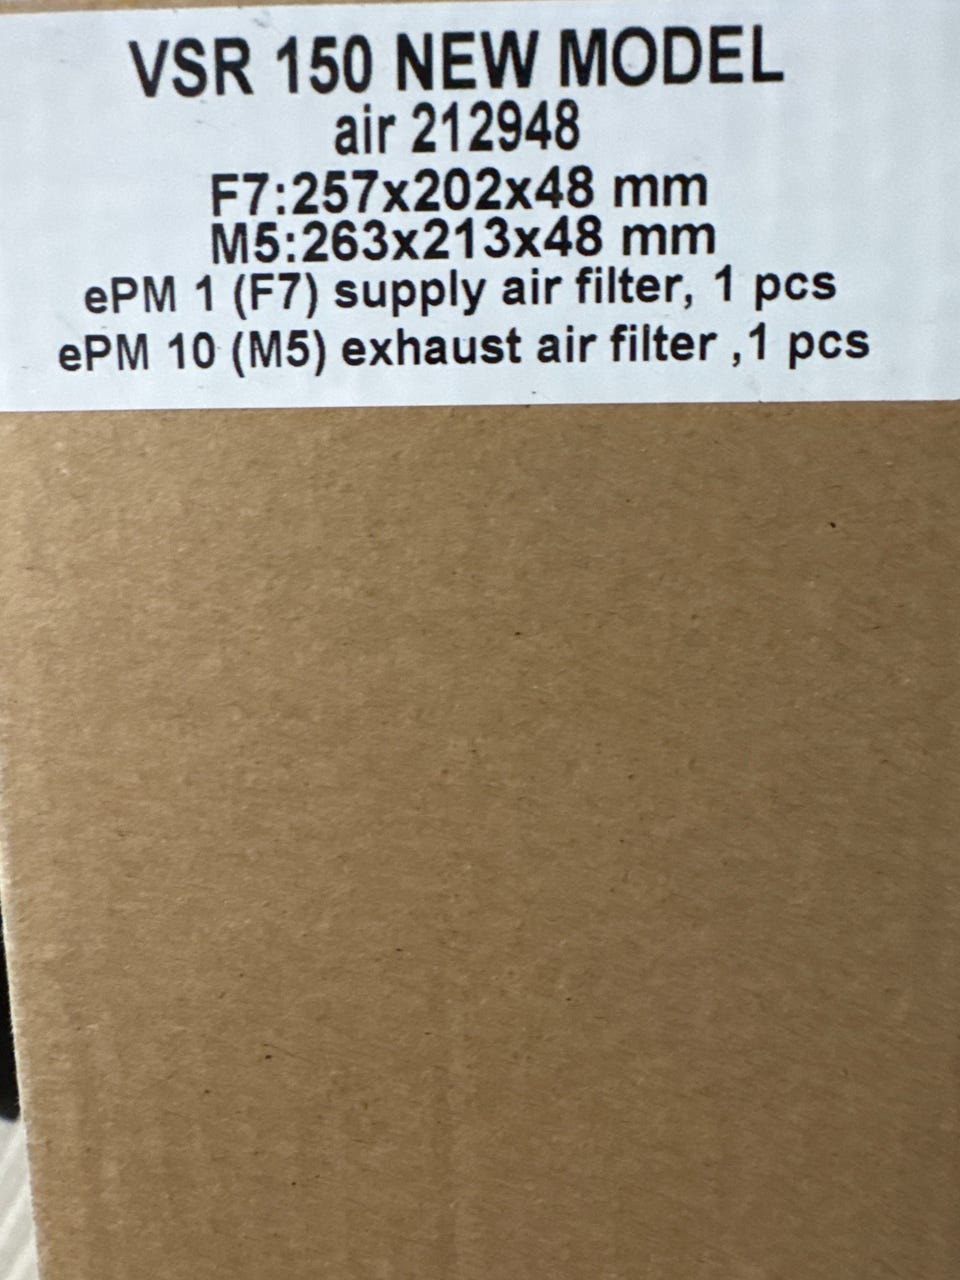 VSR 150 NEW MODEL
air 212948
F7:257x202x48 mm
M5:263x213x48 mm
ePM 1 (F7) supply air filter, 1 pcs
ePM 10 (M5) exhaust air filter ,1 pcs